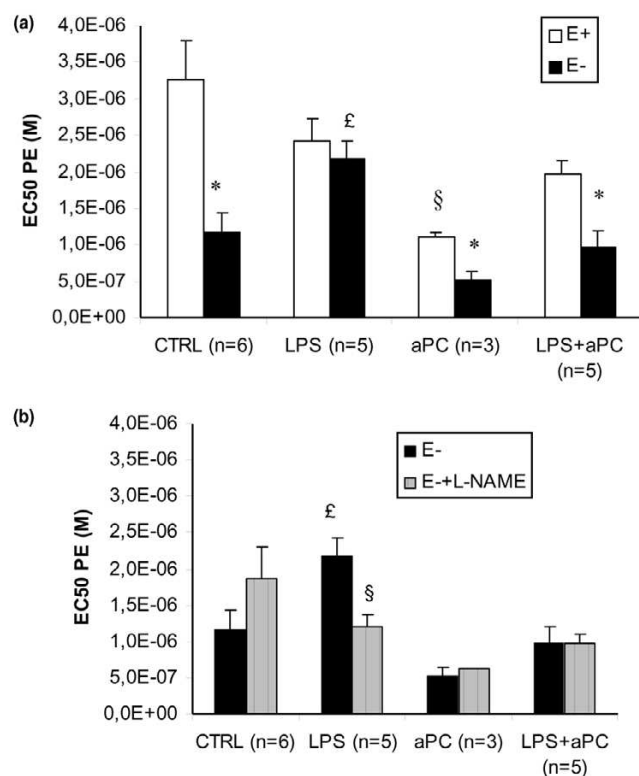 (a)
E+
E-
EC50 PE (M)
4,0E-06
3,5E-06
3,0E-06
2,5E-06
2,0E-06
1,5E-06
1,0E-06
5,0E-07
0,0E+00
*
£
§
*
*
CTRL (n=6) LPS (n=5) aPC (n=3) LPS+aPC
(n=5)
(b)
E-
E-+L-NAME
EC50 PE (M)
4,0E-06
3,5E-06
3,0E-06
2,5E-06
2,0E-06
1,5E-06
1,0E-06
5,0E-07
0,0E+00
£
§
CTRL (n=6) LPS (n=5) aPC (n=3) LPS+aPC
(n=5)